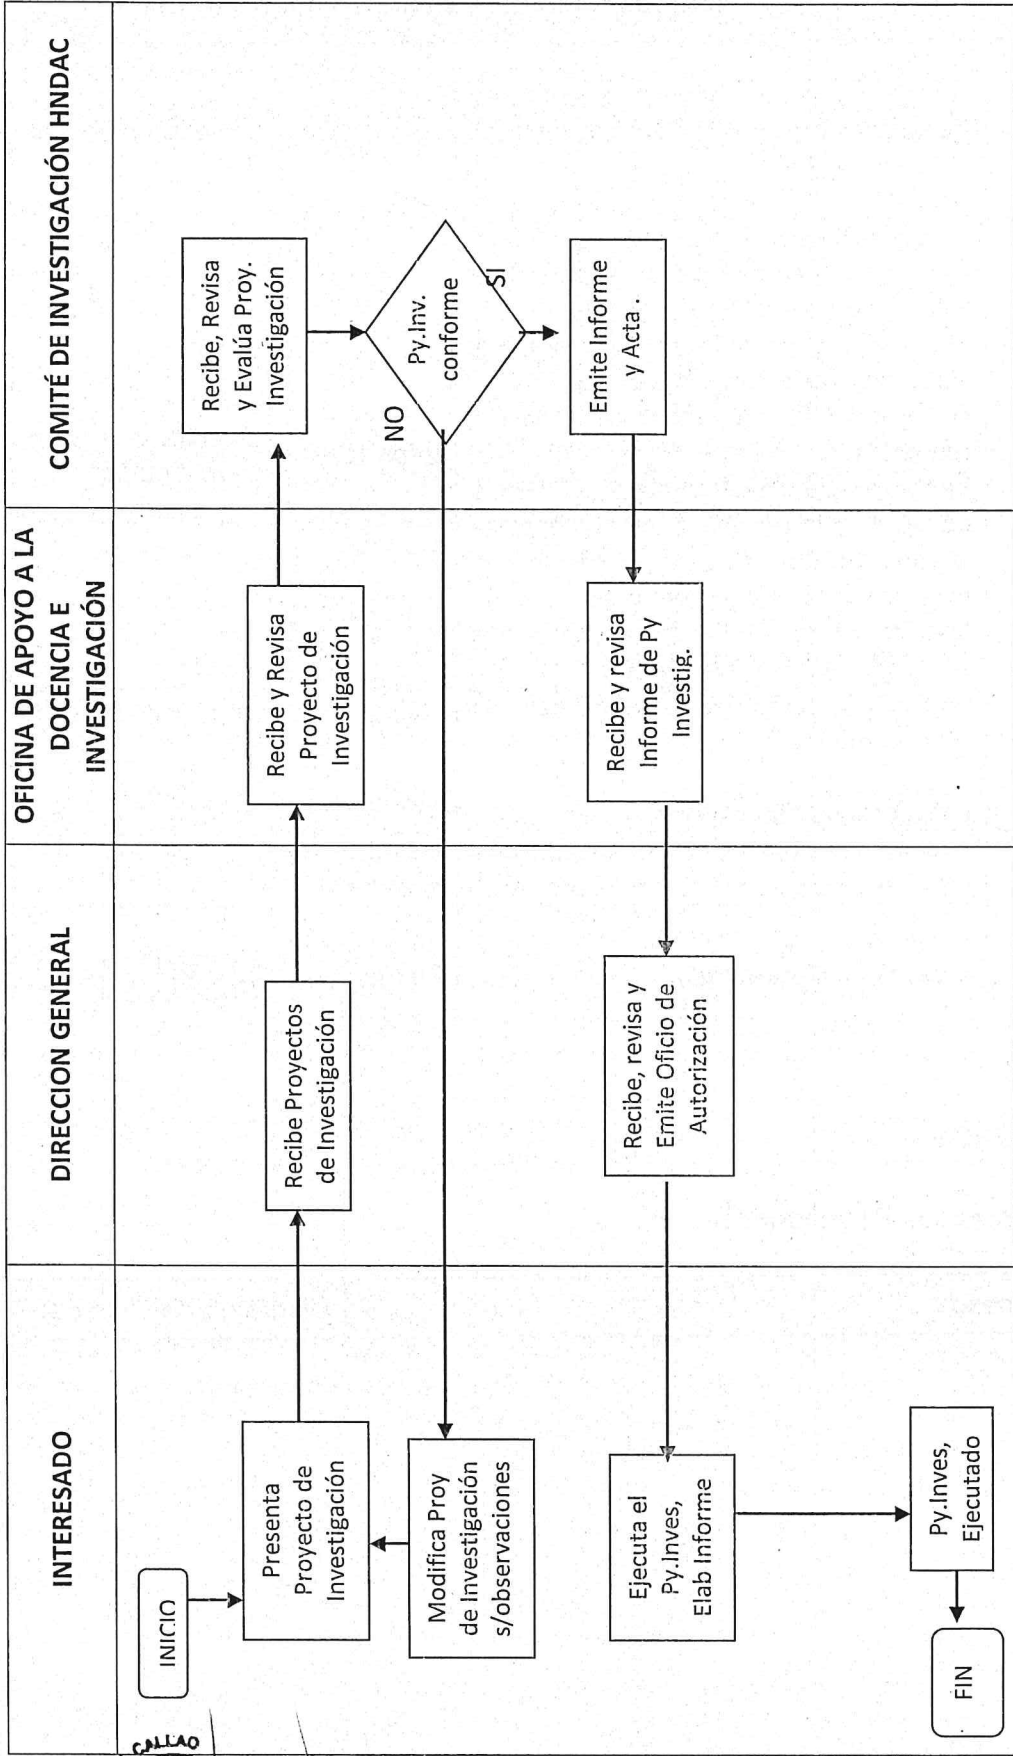 INTERESADO
DIRECCION GENERAL
OFICINA DE APOYO A LA
DOCENCIA E
INVESTIGACIÓN
COMITÉ DE INVESTIGACIÓN HNDAC
INICIO
Presenta
Proyecto de
Investigación
Recibe Proyectos
de Investigación
Recibe y Revisa
Proyecto de
Investigación
Recibe, Revisa
y Evalúa Proy.
Investigación
NO
Py.Inv.
conforme
SI
Modifica Proy
de Investigación
s/observaciones
Emite Informe
y Acta .
Recibe y revisa
Informe de Py
Investig.
Recibe, revisa y
Emite Oficio de
Autorización
Ejecuta el
Py.Inves,
Elab Informe
Py.Inves,
Ejecutado
FIN
CALLAO